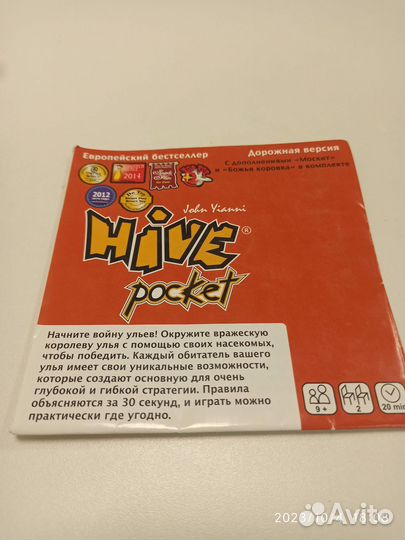 Европейский бестселлер
Дорожная версия
С дополнениями «Москит»
и «Божья коровка» в комплекте
2014
2012
John Yianni
HIVE®
pocket
Начните войну ульев! Окружите вражескую
королеву улья с помощью своих насекомых,
чтобы победить. Каждый обитатель вашего
улья имеет свои уникальные возможности,
которые создают основную для очень
глубокой и гибкой стратегии. Правила
объясняются за 30 секунд, и играть можно
практически где угодно.
9+
2
20 min
Avito